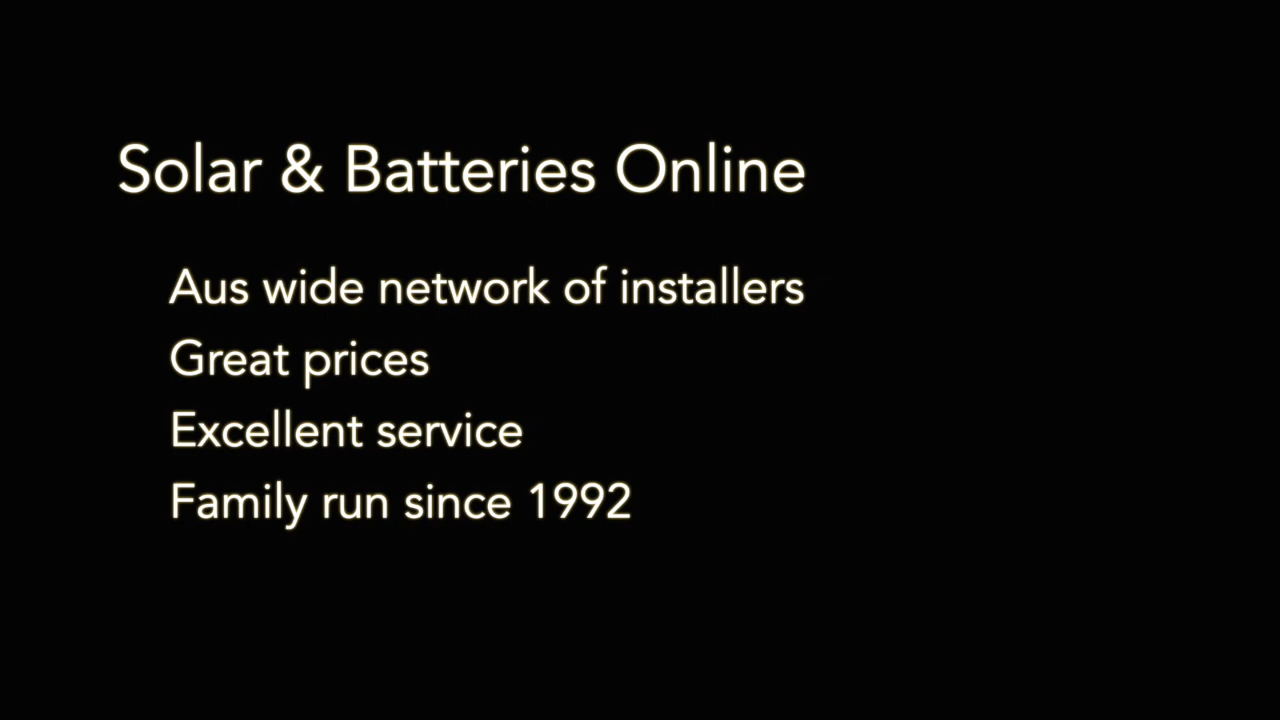 Solar & Batteries Online
Aus wide network of installers
Great prices
Excellent service
Family run since 1992